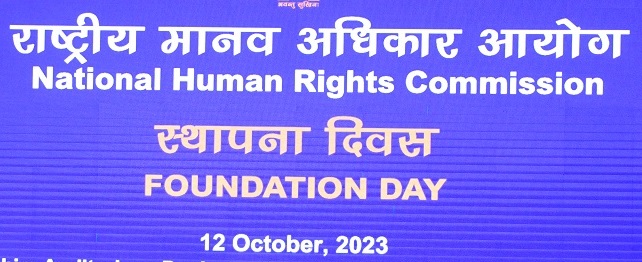 राष्ट्रीय मानव अधिकार आयोग
National Human Rights Commission
स्थापना दिवस
FOUNDATION DAY
12 October, 2023